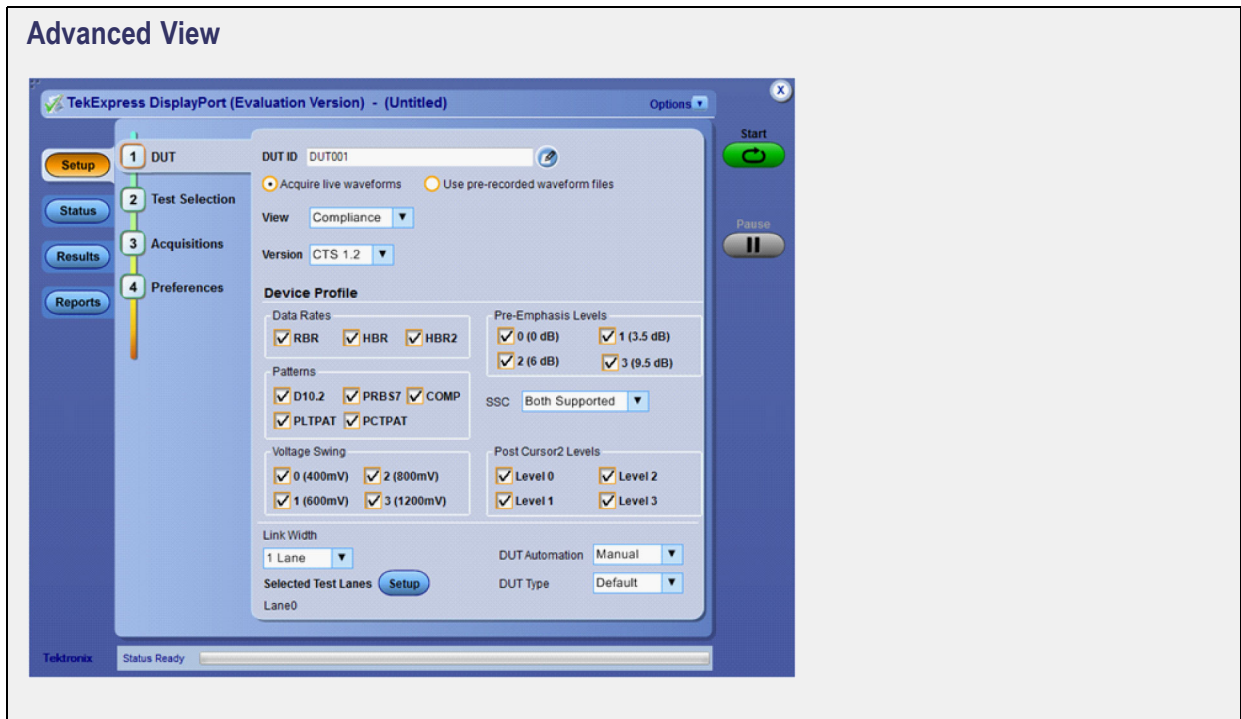 Advanced View
TekExpress DisplayPort (Evaluation Version) - (Untitled)
Options
X
Setup
Status
Results
Reports
1 DUT
2 Test Selection
3 Acquisitions
4 Preferences
DUT ID DUT001
Acquire live waveforms Use pre-recorded waveform files
View Compliance
Version CTS 1.2
Device Profile
Data Rates
RBR HBR HBR2
Patterns
D10.2 PRBS7 COMP
PLTPAT PCTPAT
Voltage Swing
0 (400mV) 2 (800mV)
1 (600mV) 3 (1200mV)
Pre-Emphasis Levels
0 (0 dB) 1 (3.5 dB)
2 (6 dB) 3 (9.5 dB)
SSC Both Supported
Post Cursor2 Levels
Level 0 Level 2
Level 1 Level 3
Link Width
1 Lane
Selected Test Lanes Setup
Lane0
DUT Automation Manual
DUT Type Default
Start
Pause
Tektronix
Status Ready